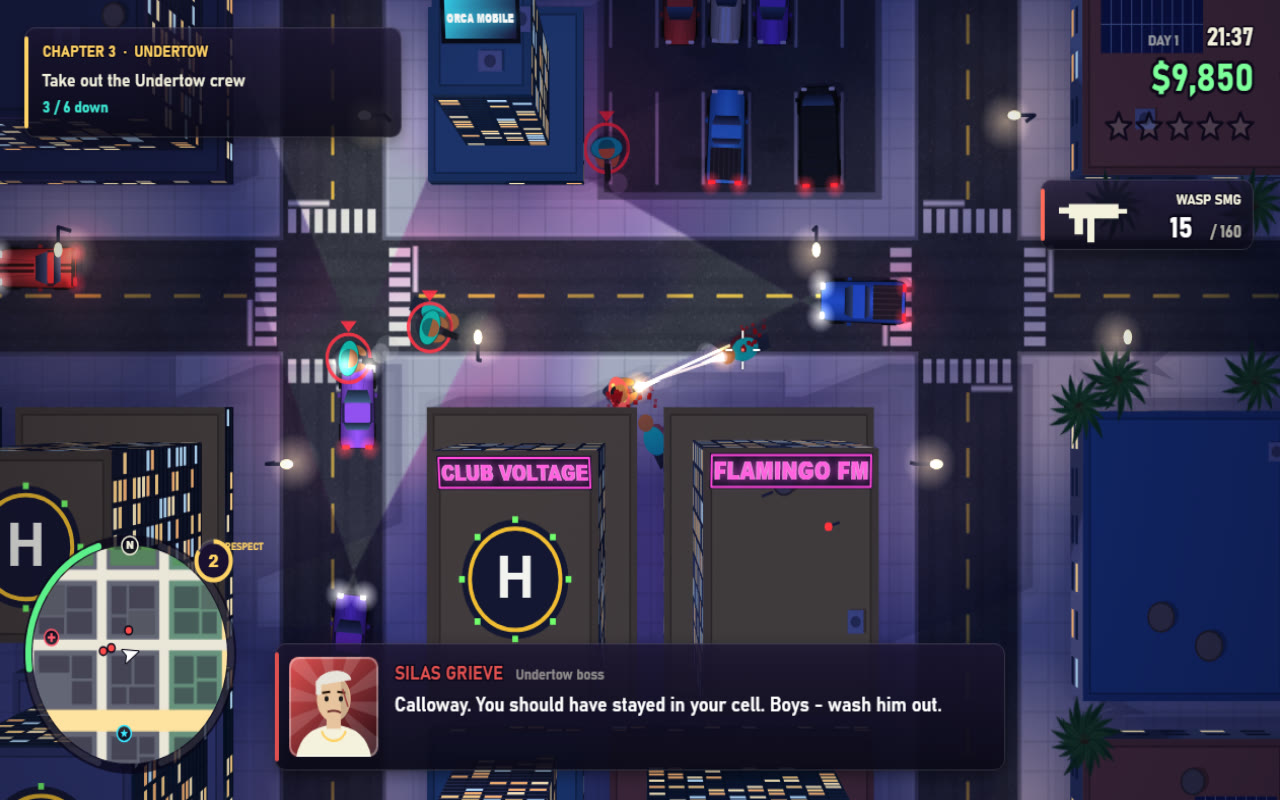 ORCA MOBILE
CHAPTER 3 · UNDERTOW
Take out the Undertow crew
3 / 6 down
DAY 1 21:37
$9,850
WASP SMG
15 / 160
CLUB VOLTAGE
FLAMINGO FM
H
H
N
2 RESPECT
SILAS GRIEVE Undertow boss
Calloway. You should have stayed in your cell. Boys - wash him out.